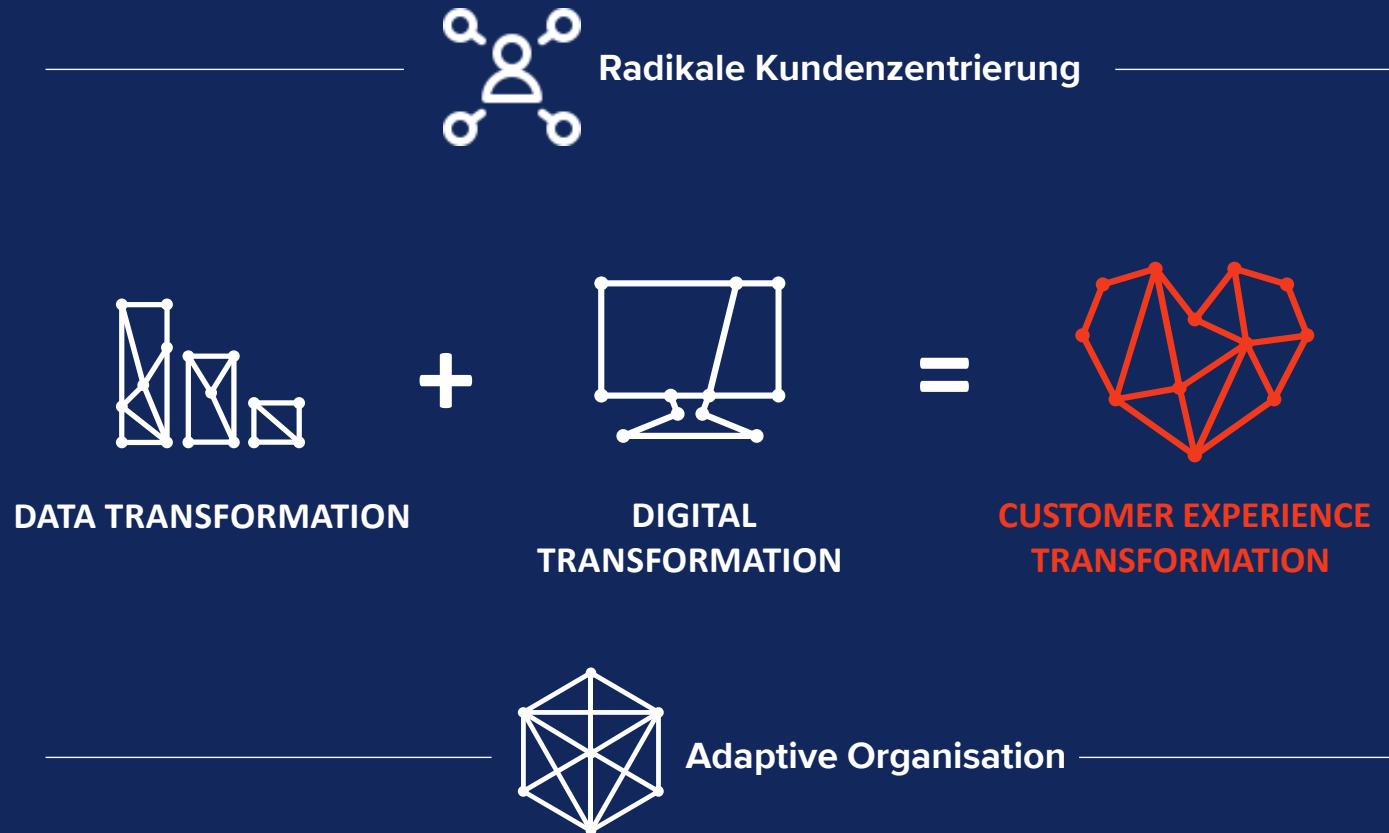 Radikale Kundenzentrierung
+
=
DATA TRANSFORMATION
DIGITAL
TRANSFORMATION
CUSTOMER EXPERIENCE
TRANSFORMATION
Adaptive Organisation